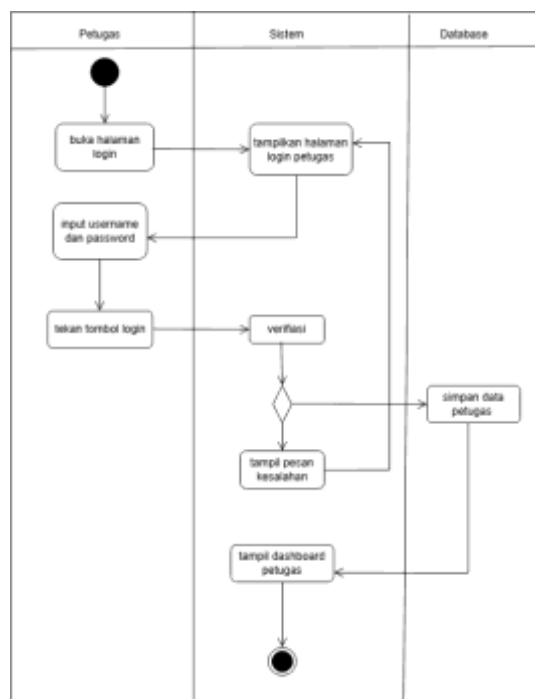 Petugas
Sistem
Database
buka halaman
login
tampilkan halaman
login petugas
input username
dan password
tekan tombol login
verifiasi
simpan data
petugas
tampil pesan
kesalahan
tampil dashboard
petugas